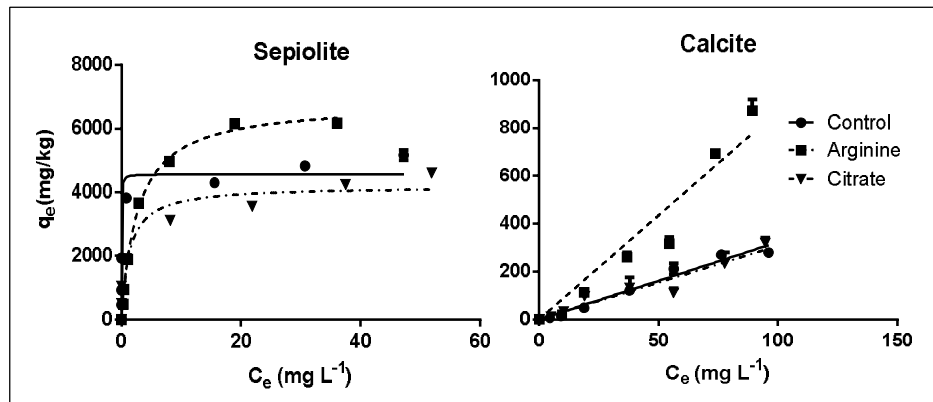 Sepiolite
8000
6000
4000
2000
0
qe(mg/kg)
0 20 40 60
Ce (mg L-1)
Calcite
1000
800
600
400
200
0
0 50 100 150
Ce (mg L-1)
Control
Arginine
Citrate